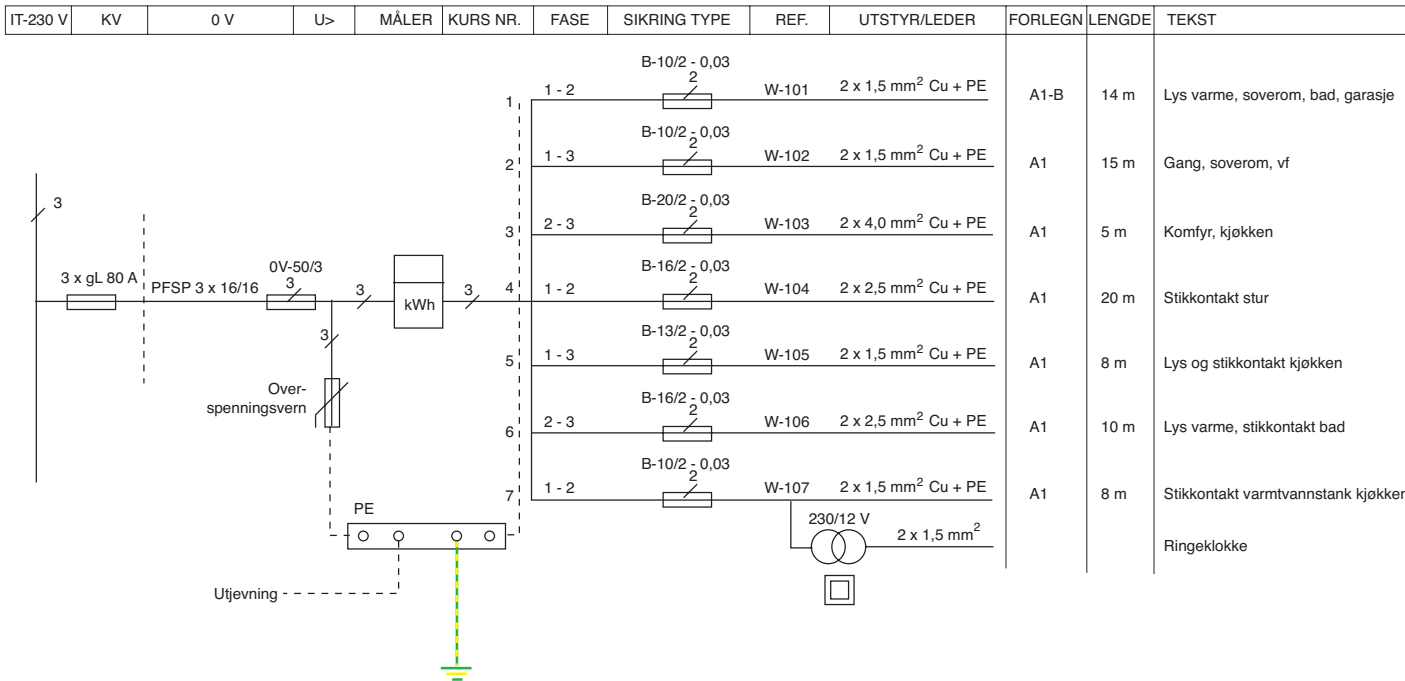 IT-230 V KV 0 V U> MÅLER KURS NR. FASE SIKRING TYPE REF. UTSTYR/LEDER FORLEGN LENGDE TEKST
B-10/2 - 0,03
2
1 1 - 2 W-101 2 x 1,5 mm² Cu + PE A1-B 14 m Lys varme, soverom, bad, garasje
B-10/2 - 0,03
2
2 1 - 3 W-102 2 x 1,5 mm² Cu + PE A1 15 m Gang, soverom, vf
3
B-20/2 - 0,03
2
3 2 - 3 W-103 2 x 4,0 mm² Cu + PE A1 5 m Komfyr, kjøkken
3 x gL 80 A PFSP 3 x 16/16
0V-50/3
3
3
kWh
3
B-16/2 - 0,03
2
4 1 - 2 W-104 2 x 2,5 mm² Cu + PE A1 20 m Stikkontakt stur
3
B-13/2 - 0,03
2
5 1 - 3 W-105 2 x 1,5 mm² Cu + PE A1 8 m Lys og stikkontakt kjøkken
Over-
spenningsvern
B-16/2 - 0,03
2
6 2 - 3 W-106 2 x 2,5 mm² Cu + PE A1 10 m Lys varme, stikkontakt bad
B-10/2 - 0,03
2
7 1 - 2 W-107 2 x 1,5 mm² Cu + PE A1 8 m Stikkontakt varmtvannstank kjøkken
PE
230/12 V
2 x 1,5 mm²
Ringeklokke
Utjevning